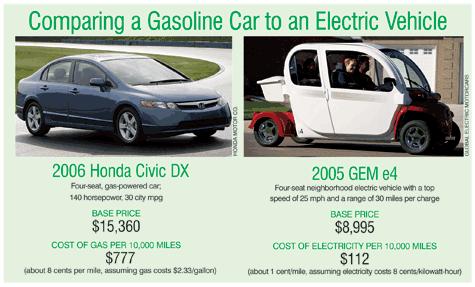 Comparing a Gasoline Car to an Electric Vehicle
HONDA MOTOR CO.
GLOBAL ELECTRIC MOTORCARS
2006 Honda Civic DX
Four-seat, gas-powered car;
140 horsepower, 30 city mpg
BASE PRICE
$15,360
COST OF GAS PER 10,000 MILES
$777
(about 8 cents per mile, assuming gas costs $2.33/gallon)
2005 GEM e4
Four-seat neighborhood electric vehicle with a top
speed of 25 mph and a range of 30 miles per charge
BASE PRICE
$8,995
COST OF ELECTRICITY PER 10,000 MILES
$112
(about 1 cent/mile, assuming electricity costs 8 cents/kilowatt-hour)